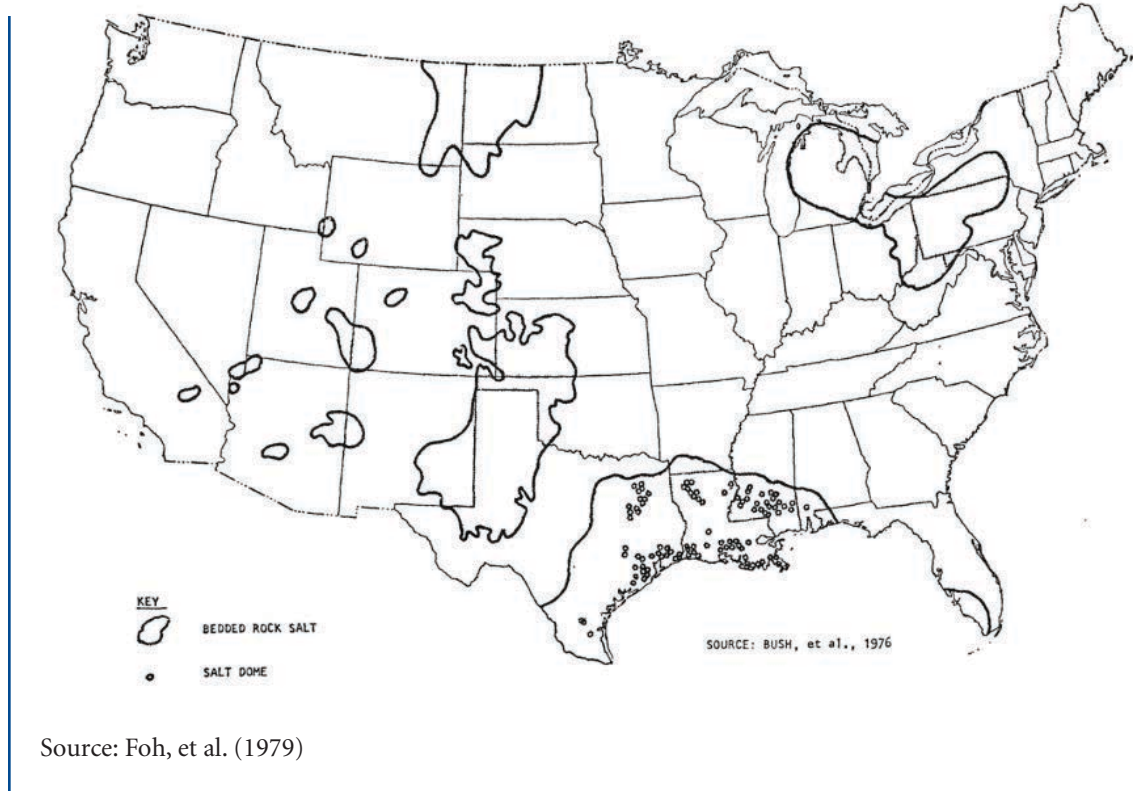 KEY
BEDDED ROCK SALT
SALT DOME
SOURCE: BUSH, et al., 1976
Source: Foh, et al. (1979)